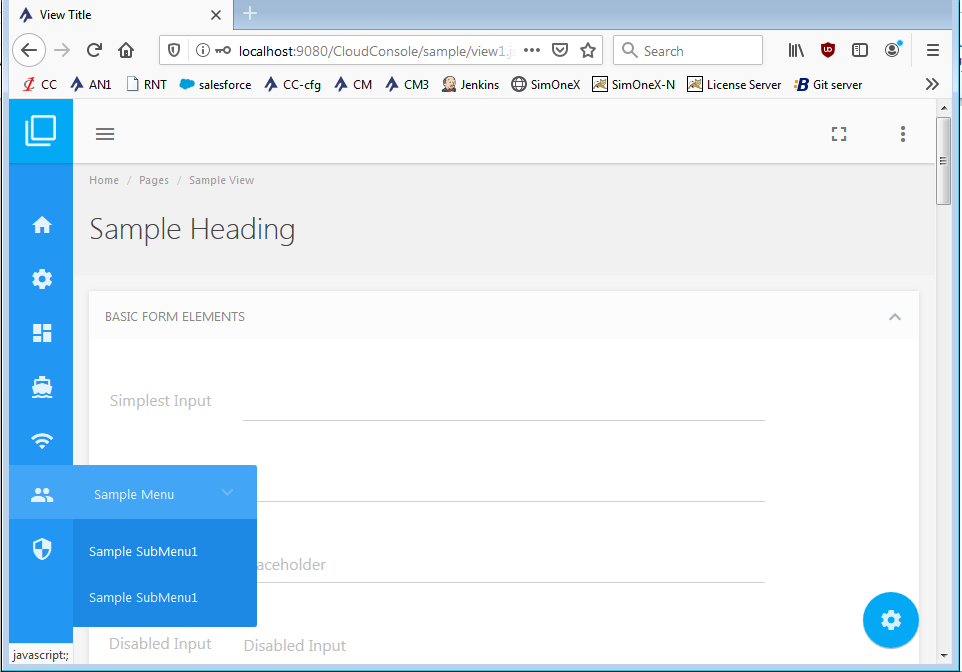 View Title
localhost:9080/CloudConsole/sample/view1.js
Search
CC AN1 RNT salesforce CC-cfg CM CM3 Jenkins SimOneX SimOneX-N License Server Git server
Home / Pages / Sample View
Sample Heading
BASIC FORM ELEMENTS
Simplest Input
Sample Menu
Sample SubMenu1
aceholder
Sample SubMenu1
Disabled Input Disabled Input
javascript:;